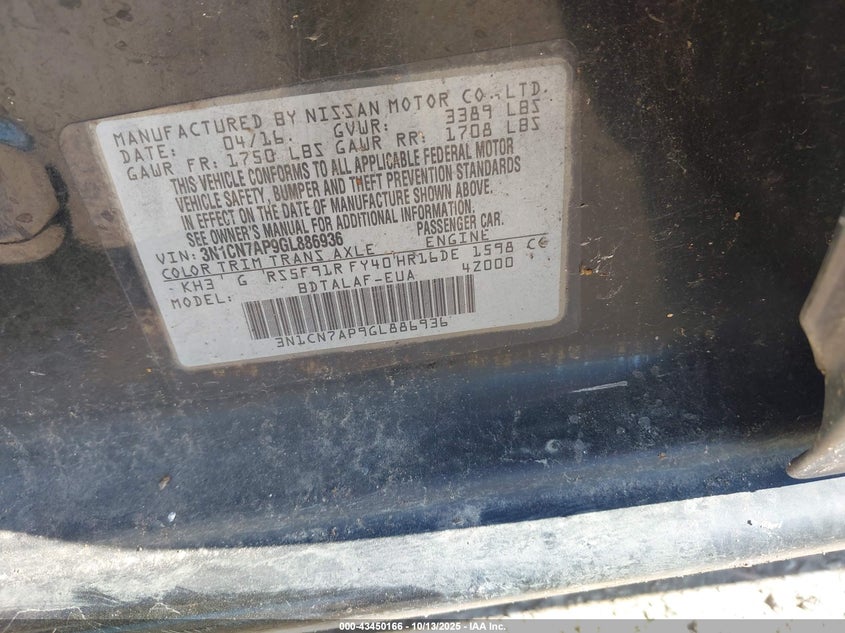 MANUFACTURED BY NISSAN MOTOR CO.,LTD.
DATE: 04/16 GVWR: 3389 LBS
GAWR FR: 1750 LBS GAWR RR: 1708 LBS
THIS VEHICLE CONFORMS TO ALL APPLICABLE FEDERAL MOTOR
VEHICLE SAFETY, BUMPER AND THEFT PREVENTION STANDARDS
IN EFFECT ON THE DATE OF MANUFACTURE SHOWN ABOVE.
SEE OWNER'S MANUAL FOR ADDITIONAL INFORMATION.
VIN: 3N1CN7AP9GL886936 PASSENGER CAR.
COLOR TRIM TRANS AXLE ENGINE
KH3 G RS5F91R FY40 HR16DE 1598 CC
MODEL: BDTALAF-EUA 4Z000
3N1CN7AP9GL886936
000-43450166 - 10/13/2025 - IAA Inc.